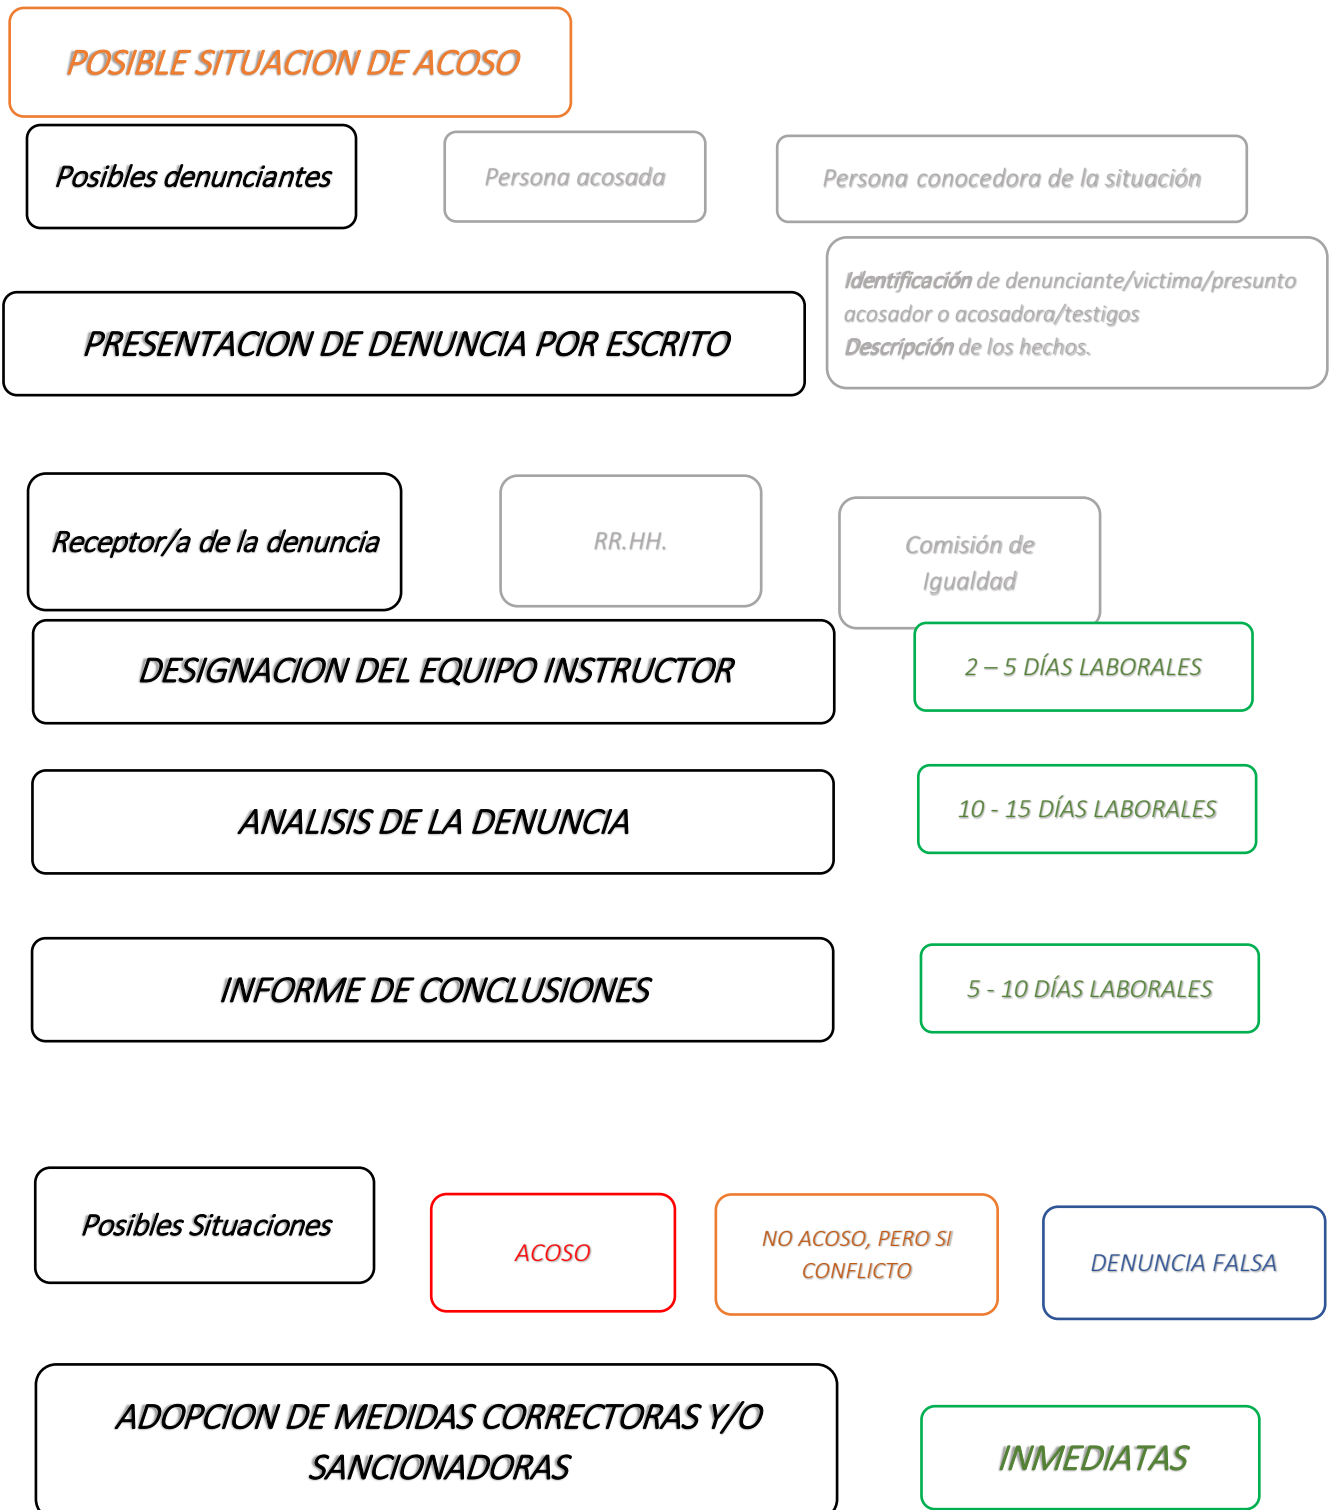 POSIBLE SITUACION DE ACOSO
Posibles denunciantes
Persona acosada
Persona conocedora de la situación
Identificación de denunciante/victima/presunto
acosador o acosadora/testigos
Descripción de los hechos.
PRESENTACION DE DENUNCIA POR ESCRITO
Receptor/a de la denuncia
RR.HH.
Comisión de
Igualdad
DESIGNACION DEL EQUIPO INSTRUCTOR
2 – 5 DÍAS LABORALES
ANALISIS DE LA DENUNCIA
10 - 15 DÍAS LABORALES
INFORME DE CONCLUSIONES
5 - 10 DÍAS LABORALES
Posibles Situaciones
ACOSO
NO ACOSO, PERO SI
CONFLICTO
DENUNCIA FALSA
ADOPCION DE MEDIDAS CORRECTORAS Y/O
SANCIONADORAS
INMEDIATAS